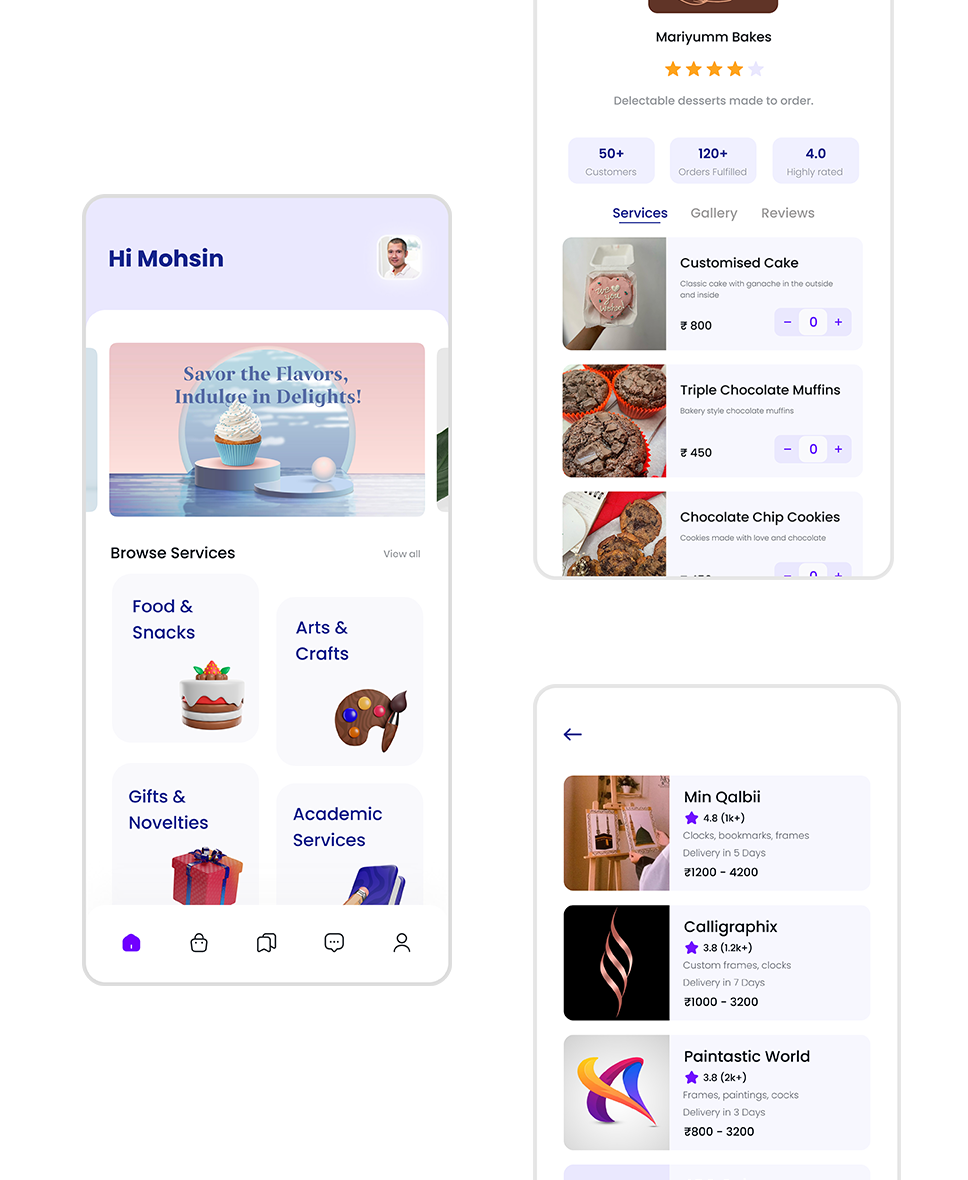 Hi Mohsin
Savor the Flavors,
Indulge in Delights!
Browse Services
View all
Food &
Snacks
Arts &
Crafts
Gifts &
Novelties
Academic
Services
Mariyumm Bakes
Delectable desserts made to order.
50+
Customers
120+
Orders Fulfilled
4.0
Highly rated
Services
Gallery
Reviews
Customised Cake
Classic cake with ganache in the outside
and inside
₹ 800
− 0 +
Triple Chocolate Muffins
Bakery style chocolate muffins
₹ 450
− 0 +
Chocolate Chip Cookies
Cookies made with love and chocolate
− 0 +
Min Qalbii
4.8 (1k+)
Clocks, bookmarks, frames
Delivery in 5 Days
₹1200 - 4200
Calligraphix
3.8 (1.2k+)
Custom frames, clocks
Delivery in 7 Days
₹1000 - 3200
Paintastic World
3.8 (2k+)
Frames, paintings, cocks
Delivery in 3 Days
₹800 - 3200